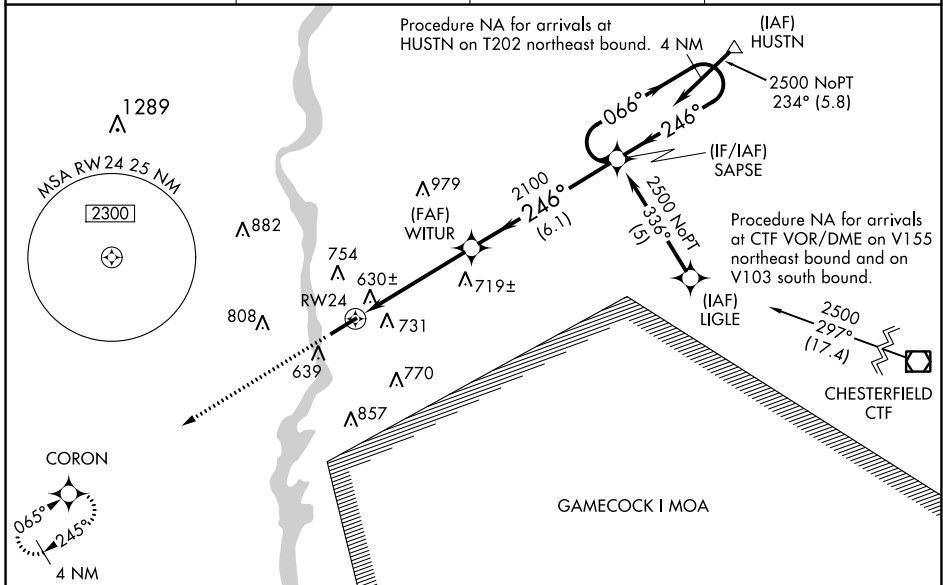 Procedure NA for arrivals at
HUSTN on T202 northeast bound.
4 NM
(IAF)
HUSTN
2500 NoPT
234° (5.8)
066°
246°
(IF/IAF)
SAPSE
1289
MSA RW 24 25 NM
2300
979
2100
246°
(6.1)
2500 NoPT
336°
(5)
(FAF)
WITUR
882
Procedure NA for arrivals
at CTF VOR/DME on V155
northeast bound and on
V103 south bound.
754
630±
719±
RW24
(IAF)
LIGLE
808
731
2500
297°
(17.4)
639
770
CHESTERFIELD
CTF
857
CORON
065°
245°
4 NM
GAMECOCK I MOA